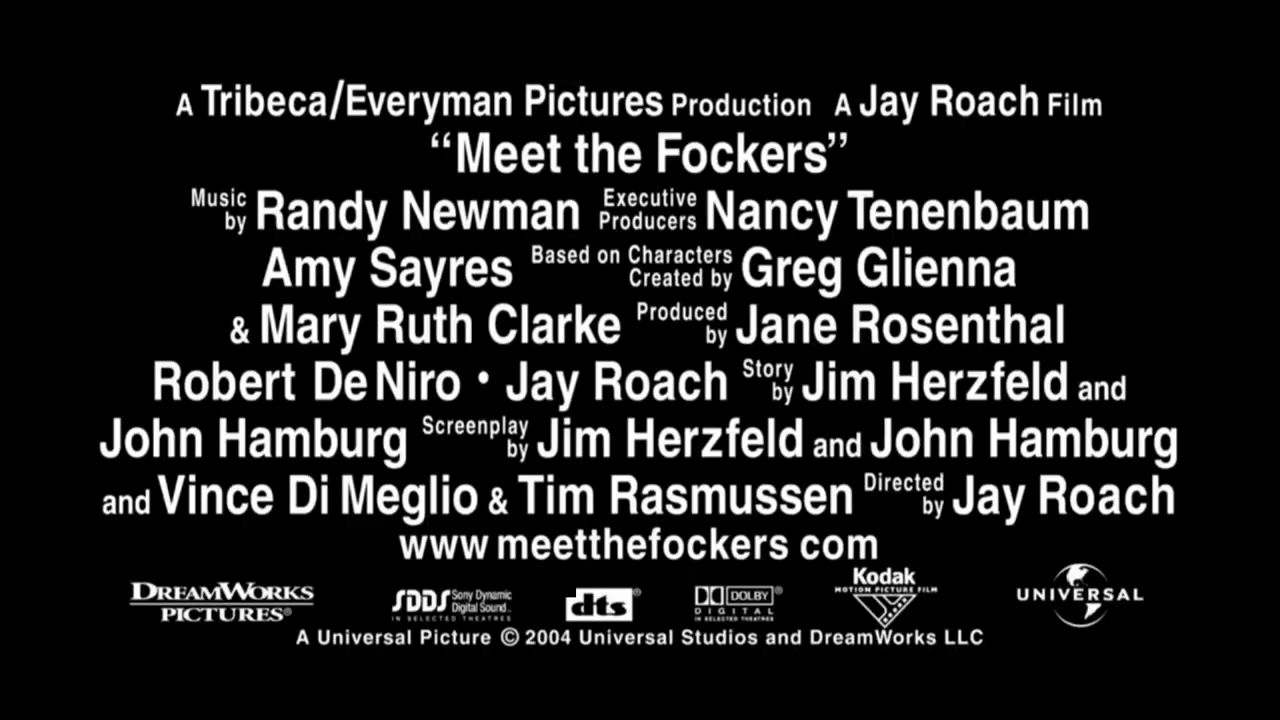 A Tribeca/Everyman Pictures Production A Jay Roach Film
“Meet the Fockers”
Music by Randy Newman Executive Producers Nancy Tenenbaum
Amy Sayres Based on Characters Created by Greg Glienna
& Mary Ruth Clarke Produced by Jane Rosenthal
Robert De Niro • Jay Roach Story by Jim Herzfeld and
John Hamburg Screenplay by Jim Herzfeld and John Hamburg
and Vince Di Meglio & Tim Rasmussen Directed by Jay Roach
www meetthefockers com
DREAMWORKS PICTURES® SDDS Sony Dynamic Digital Sound™ IN SELECTED THEATRES dts® DOLBY® DIGITAL IN SELECTED THEATRES Kodak MOTION PICTURE FILM UNIVERSAL
A Universal Picture © 2004 Universal Studios and DreamWorks LLC